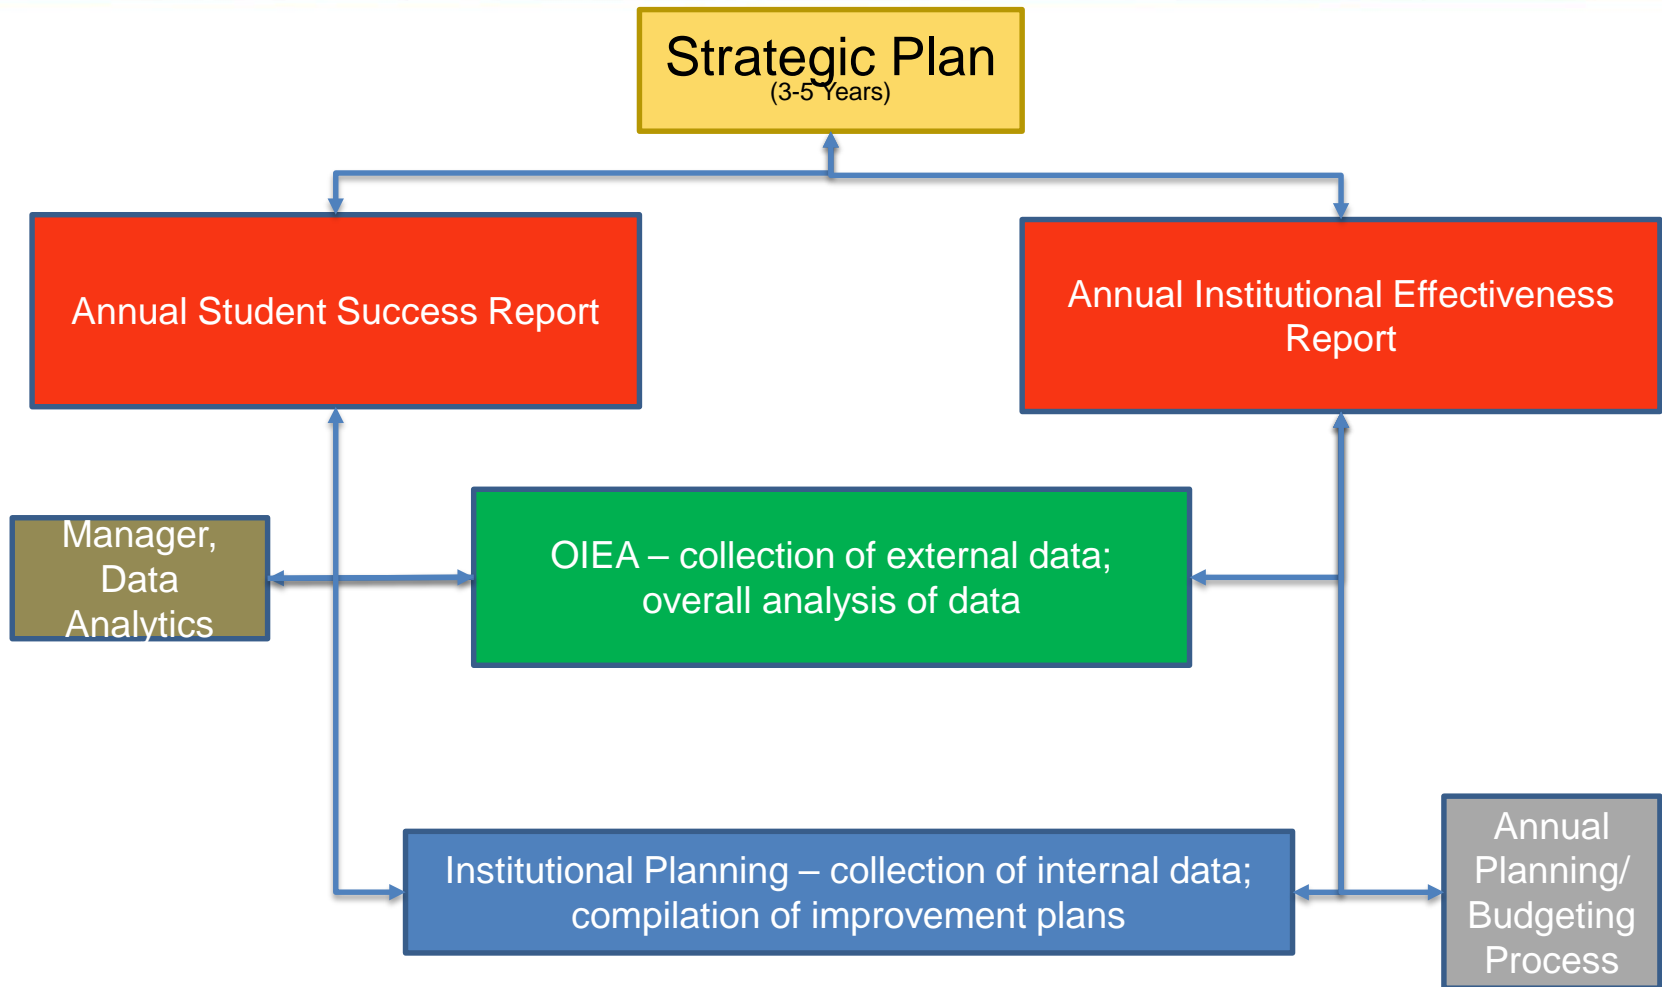 Strategic Plan
(3-5 Years)
Annual Student Success Report
Annual Institutional Effectiveness
Report
Manager,
Data
Analytics
OIEA – collection of external data;
overall analysis of data
Institutional Planning – collection of internal data;
compilation of improvement plans
Annual
Planning/
Budgeting
Process